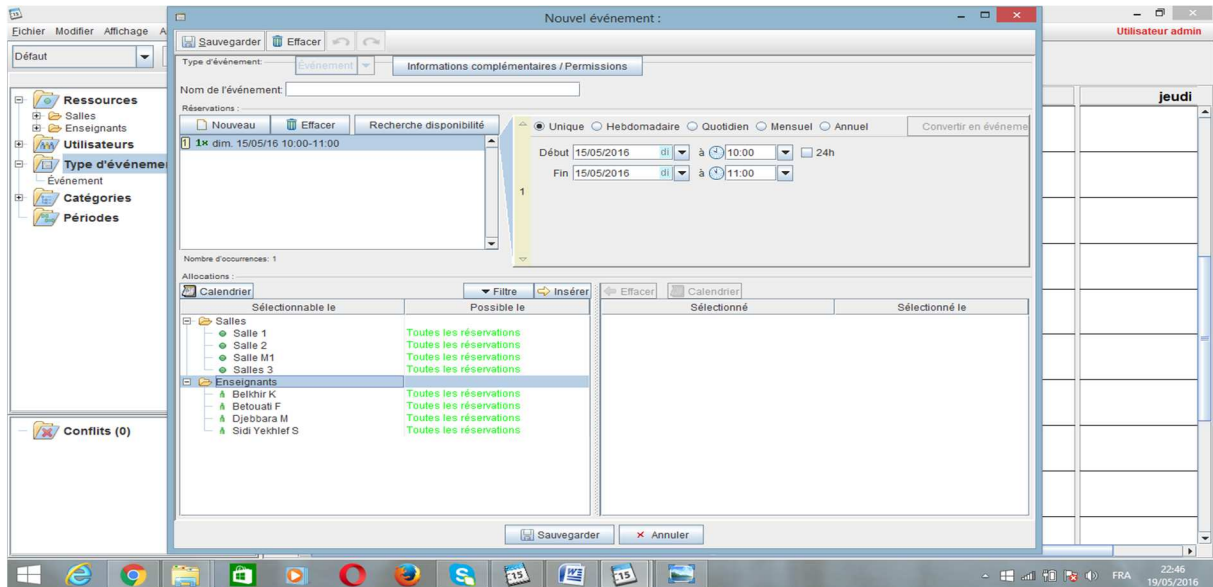 Nouvel événement :
Fichier Modifier Affichage A
Utilisateur admin
Sauvegarder Effacer
Défaut
Type d'événement: Événement Informations complémentaires / Permissions
Nom de l'événement:
Réservations :
Nouveau Effacer Recherche disponibilité
1 1x dim. 15/05/16 10:00-11:00
Nombre d'occurrences: 1
1
Unique Hebdomadaire Quotidien Mensuel Annuel Convertir en événeme
Début 15/05/2016 di à 10:00 24h
Fin 15/05/2016 di à 11:00
jeudi
Ressources
Salles
Enseignants
Utilisateurs
Type d'événeme
Événement
Catégories
Périodes
Conflits (0)
Allocations :
Calendrier Filtre Insérer Effacer Calendrier
Sélectionnable le Possible le Sélectionné Sélectionné le
Salles
Salle 1 Toutes les réservations
Salle 2 Toutes les réservations
Salle M1 Toutes les réservations
Salles 3 Toutes les réservations
Enseignants
Belkhir K Toutes les réservations
Betouati F Toutes les réservations
Djebbara M Toutes les réservations
Sidi Yekhlef S Toutes les réservations
Sauvegarder Annuler
FRA 22:46
19/05/2016